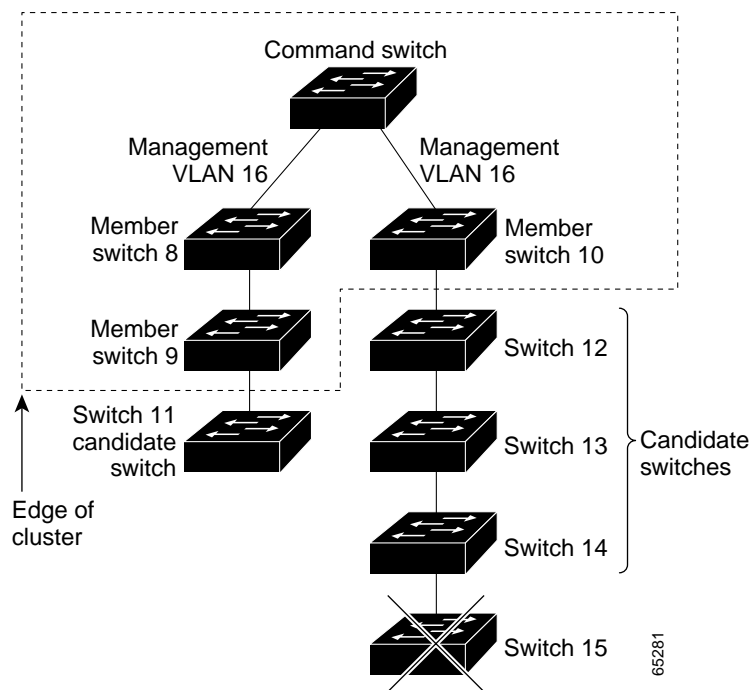 Command switch
Management
VLAN 16
Management
VLAN 16
Member
switch 8
Member
switch 10
Member
switch 9
Switch 12
Switch 11
candidate
switch
Switch 13
Candidate
switches
Edge of
cluster
Switch 14
Switch 15
65281